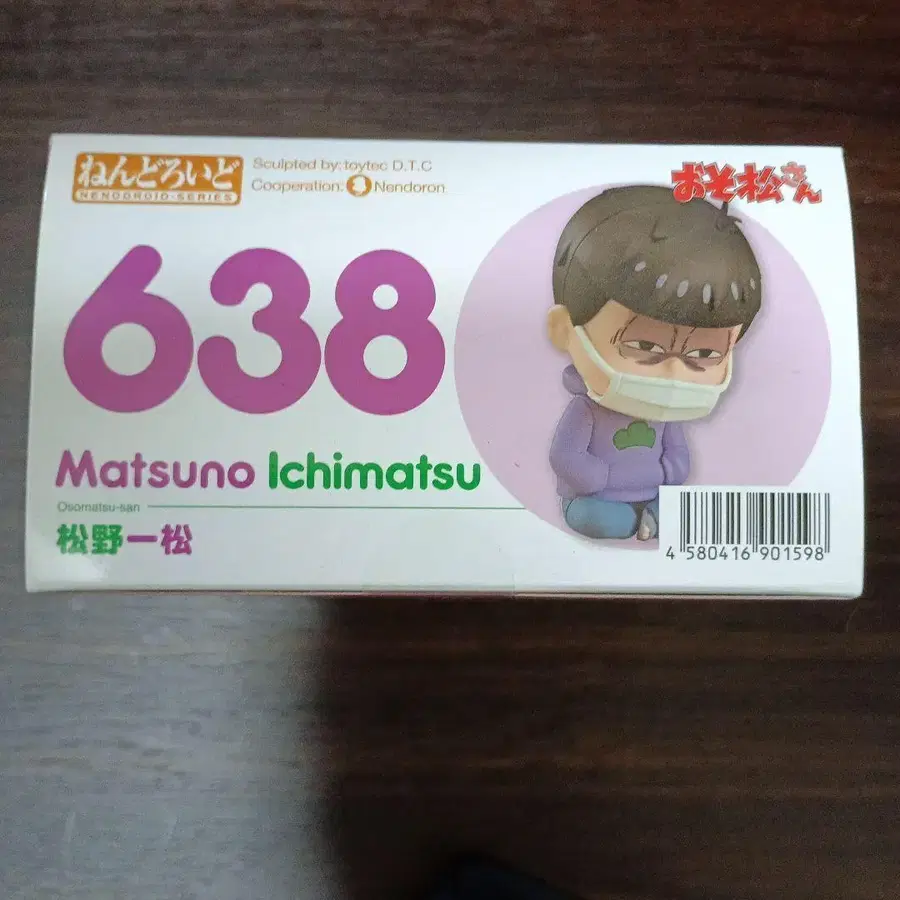 ねんどろいど
NENDOROID-SERIES
Sculpted by: toytec D.T.C
Cooperation: Nendoron
おそ松さん
638
Matsuno Ichimatsu
Osomatsu-san
松野一松
4 580416 901598